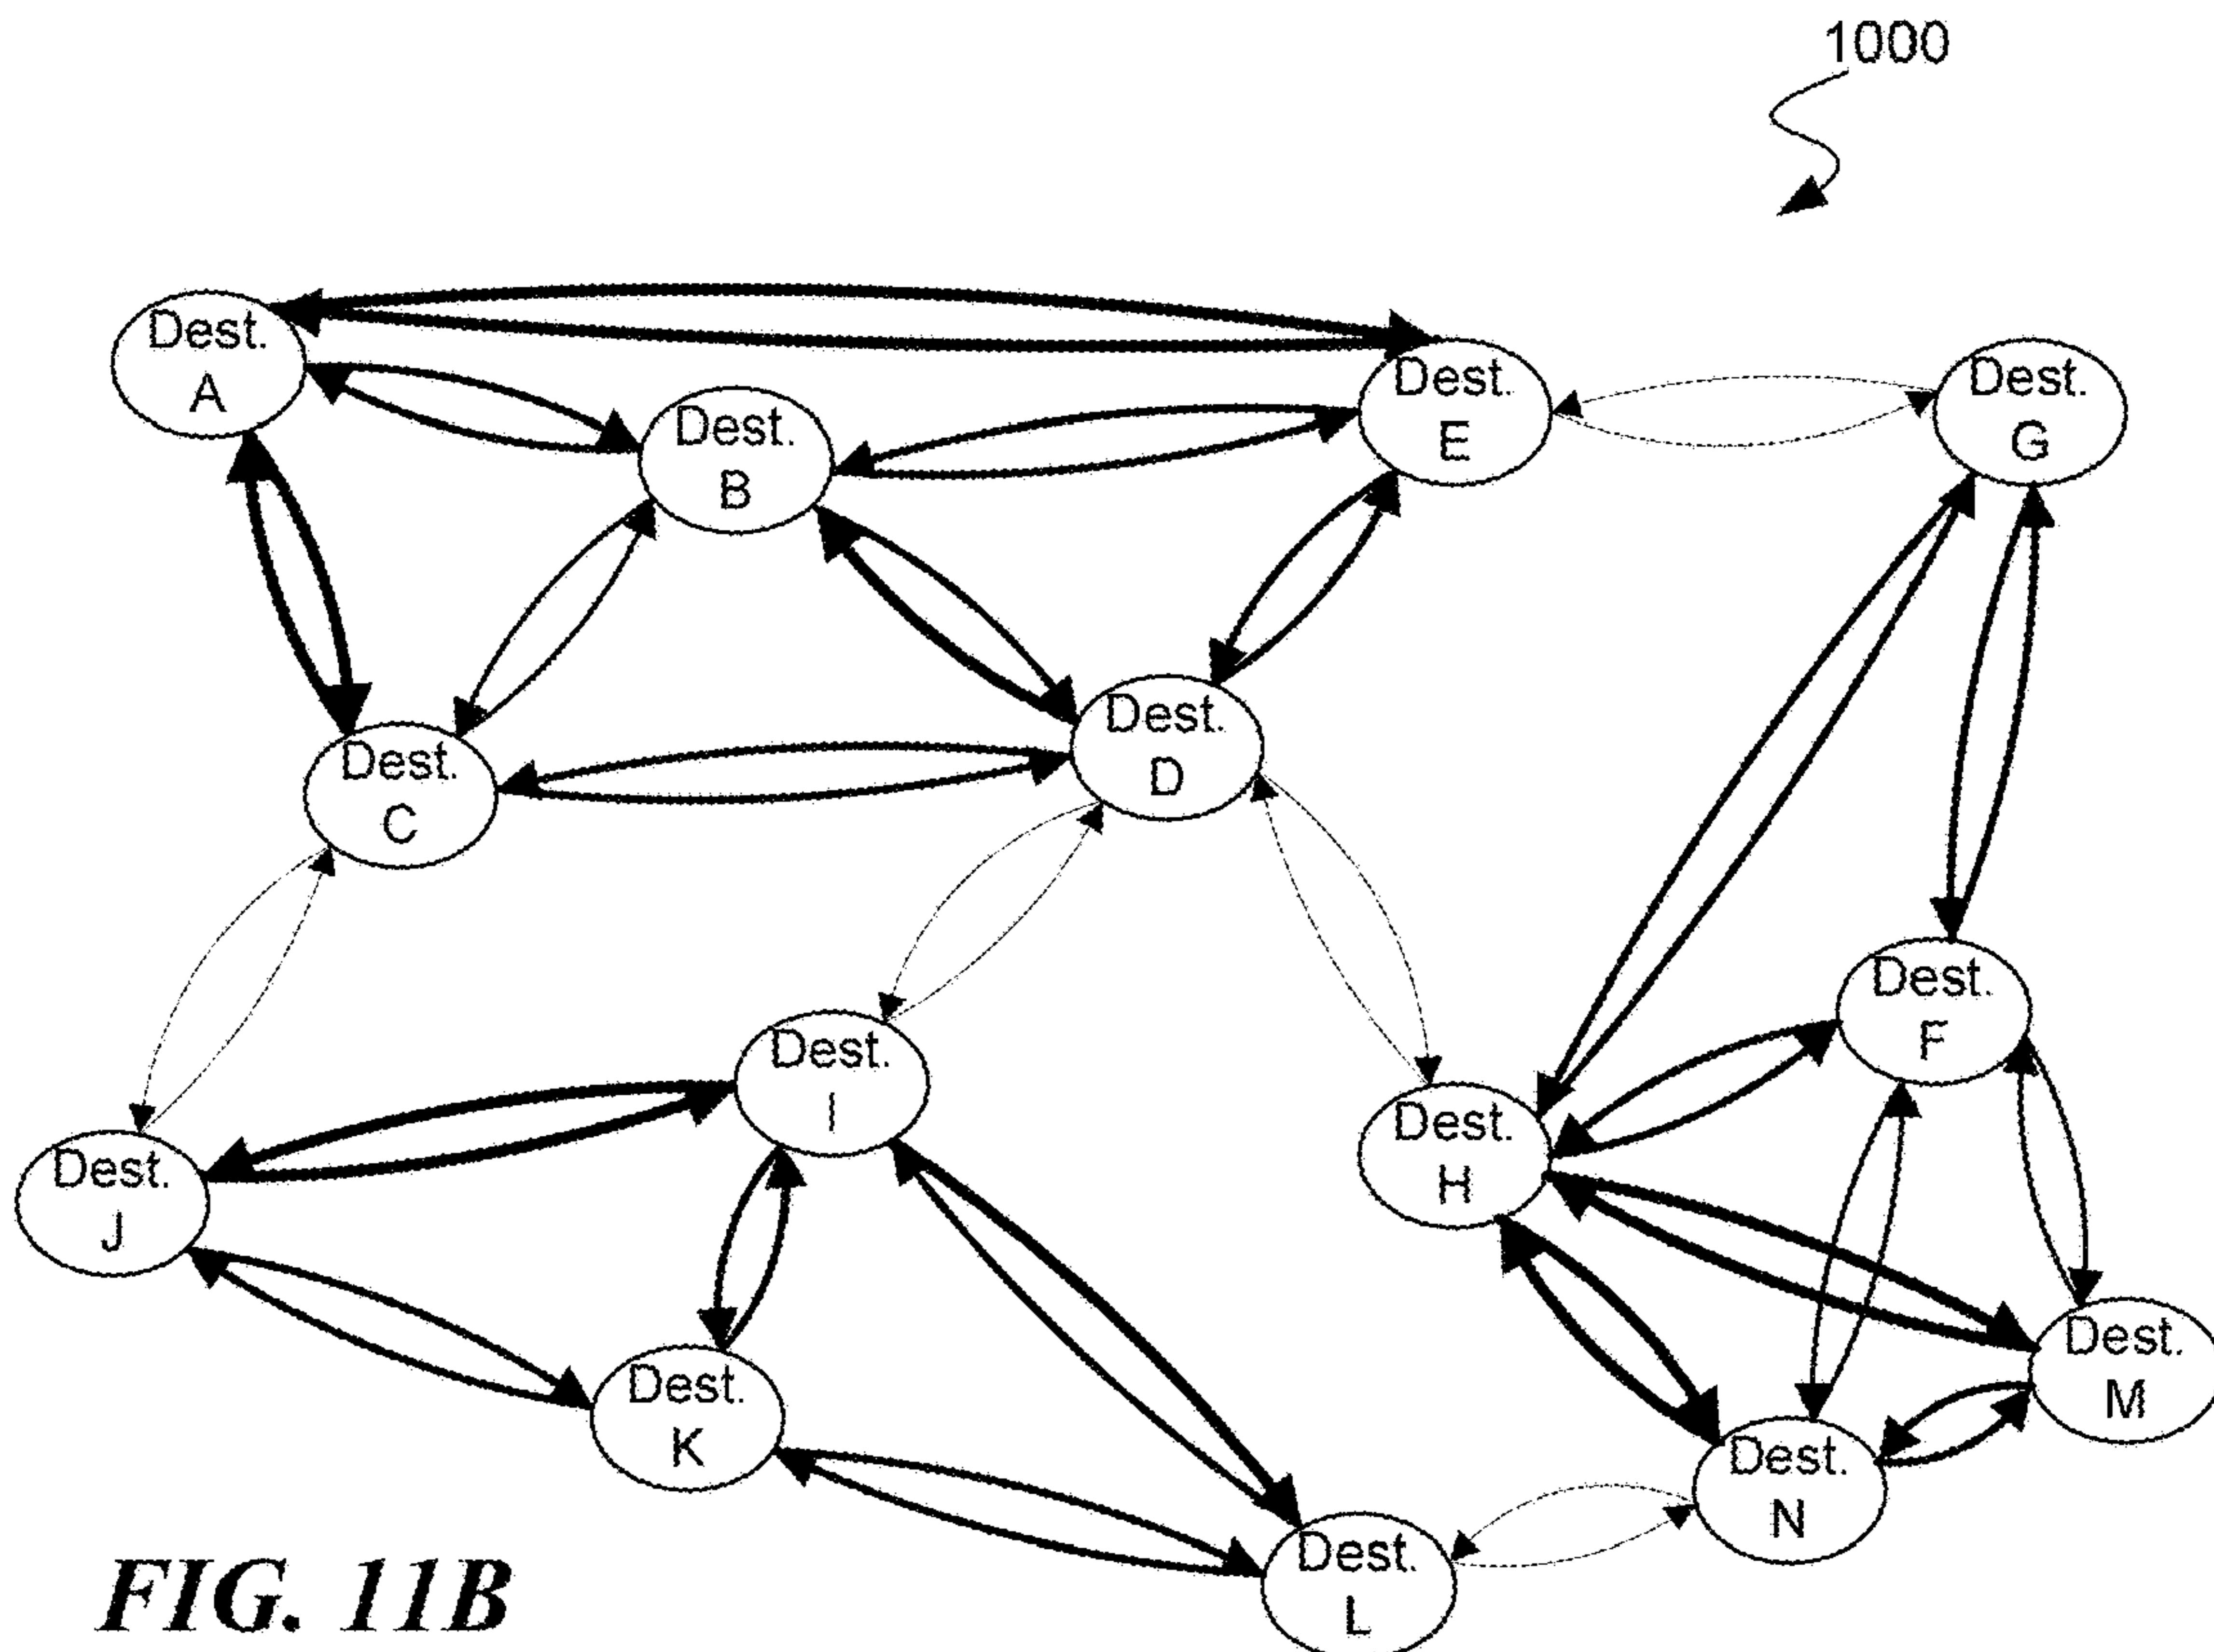 1000
Dest.
A
Dest.
B
Dest.
E
Dest.
G
Dest.
C
Dest.
D
Dest.
F
Dest.
I
Dest.
H
Dest.
J
Dest.
K
Dest.
M
Dest.
N
Dest.
L
FIG. 11B